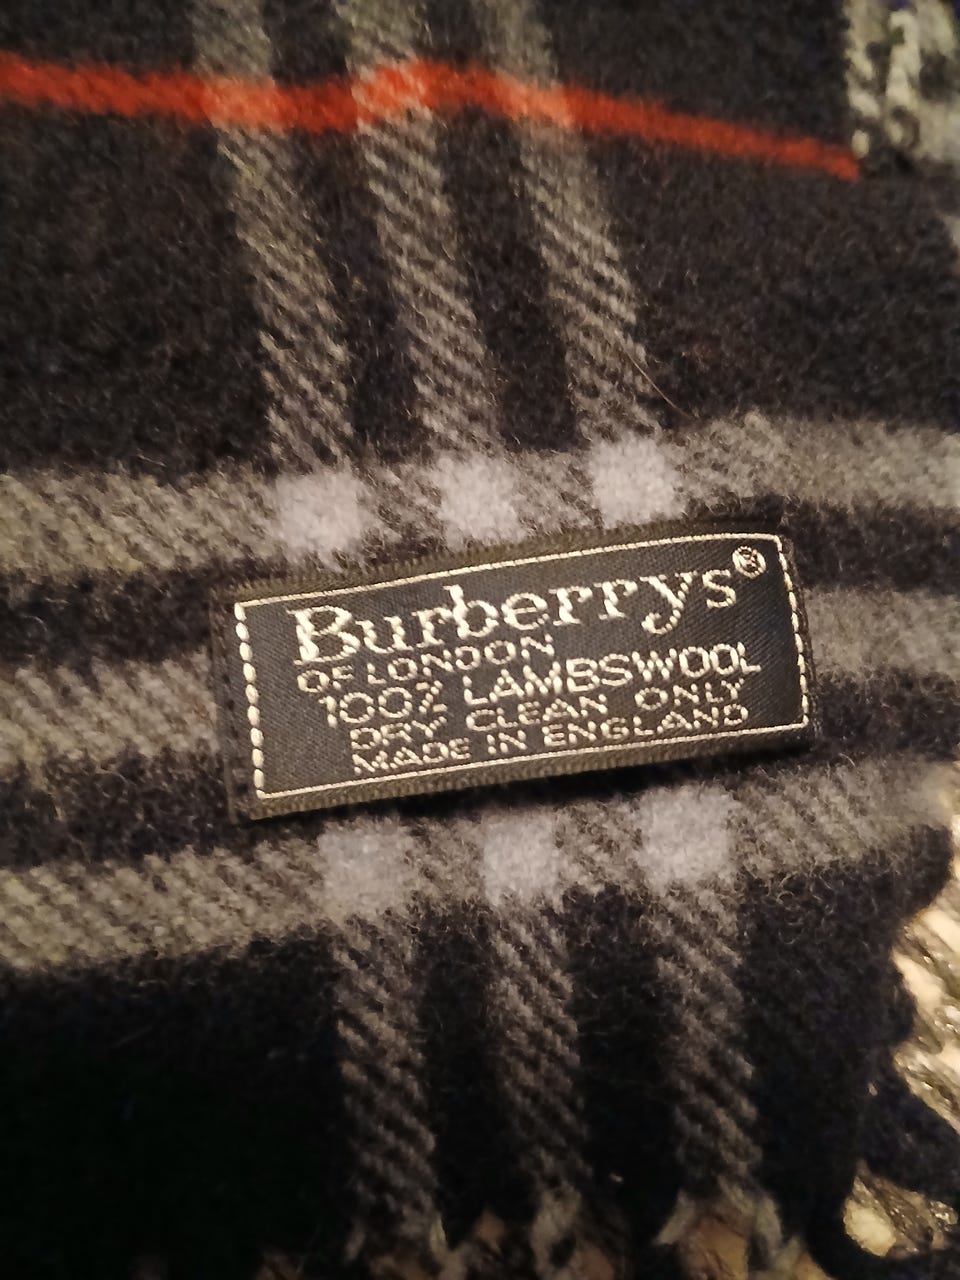 Burberrys®
OF LONDON
100% LAMBSWOOL
DRY CLEAN ONLY
MADE IN ENGLAND